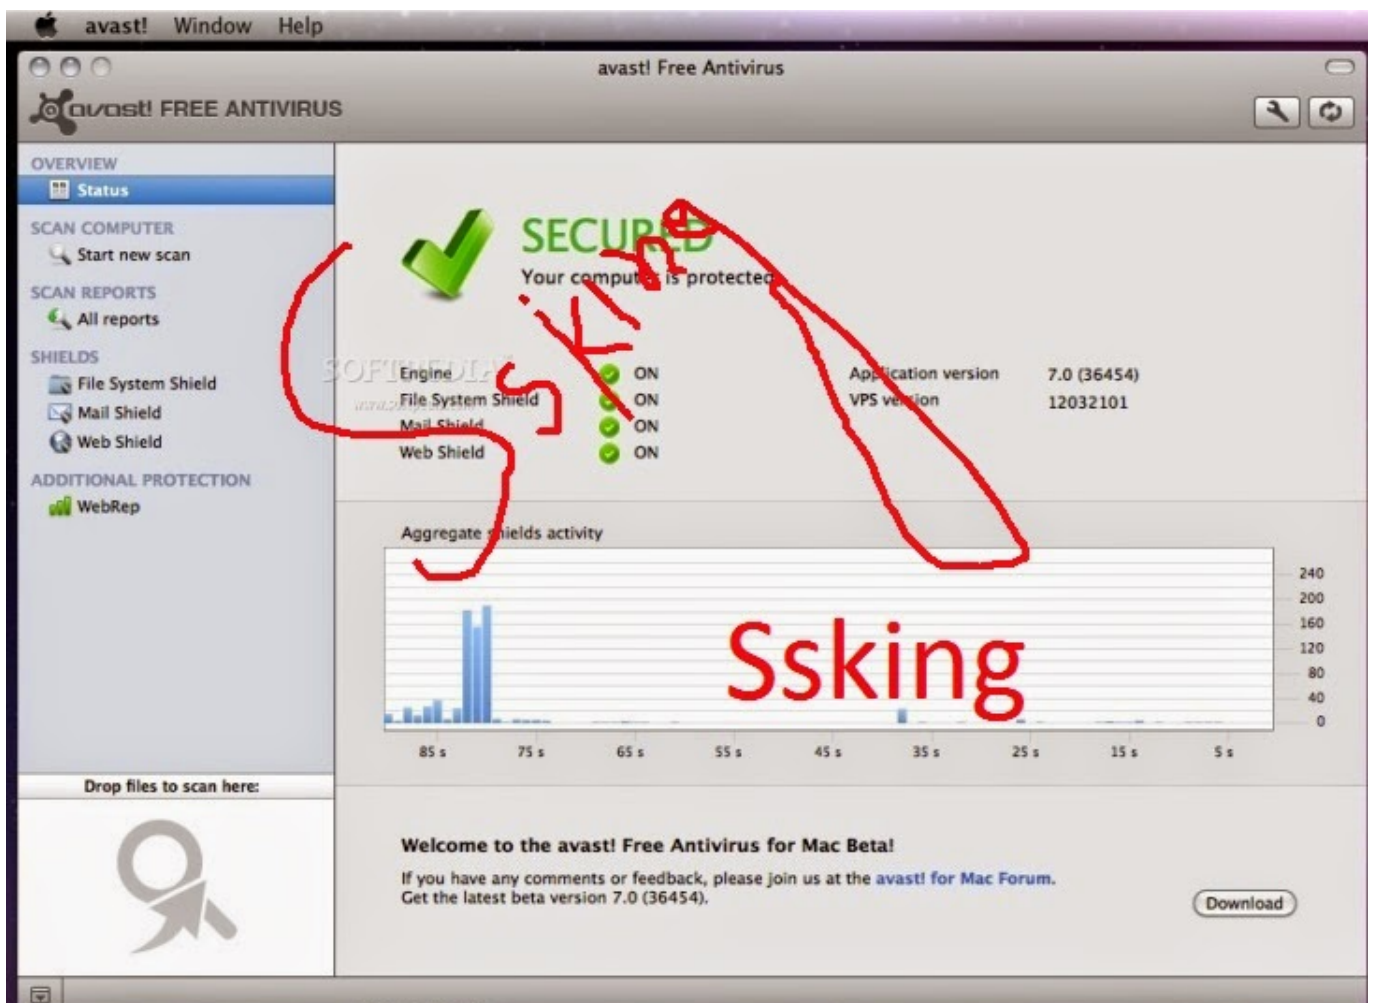 avast! Window Help
avast! Free Antivirus
avast! FREE ANTIVIRUS
OVERVIEW
Status
SCAN COMPUTER
Start new scan
SCAN REPORTS
All reports
SHIELDS
File System Shield
Mail Shield
Web Shield
ADDITIONAL PROTECTION
WebRep
Drop files to scan here:
SECURED
Your computer is protected.
Ssking
SOFTPEDIA
www.softpedia.com
Engine ON
File System Shield ON
Mail Shield ON
Web Shield ON
Application version 7.0 (36454)
VPS version 12032101
Aggregate shields activity
240
200
160
120
80
40
0
Ssking
85 s 75 s 65 s 55 s 45 s 35 s 25 s 15 s 5 s
Welcome to the avast! Free Antivirus for Mac Beta!
If you have any comments or feedback, please join us at the avast! for Mac Forum.
Get the latest beta version 7.0 (36454).
Download